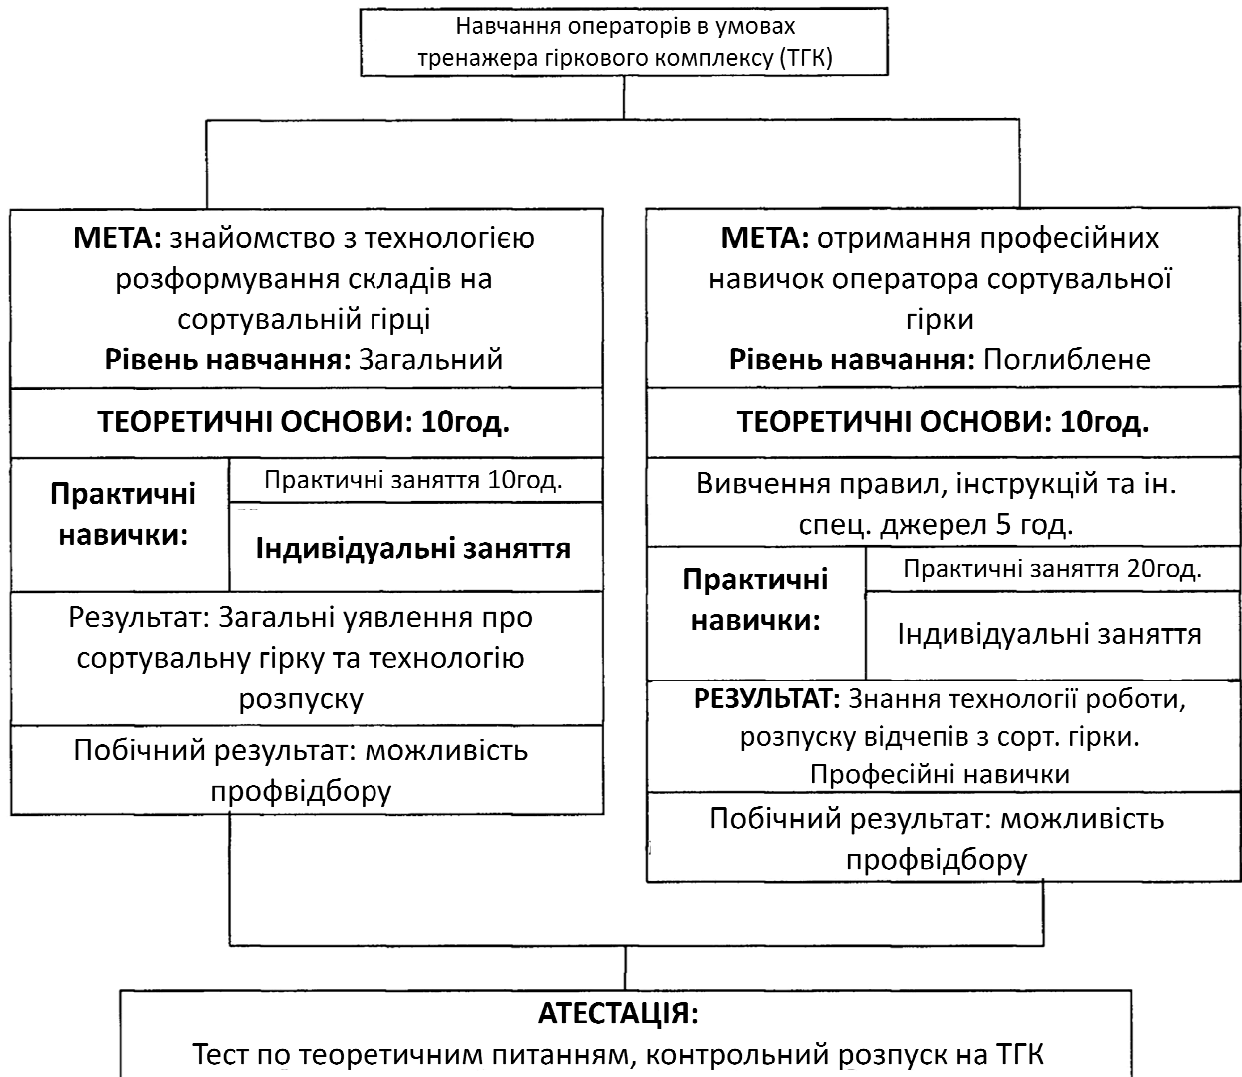 Навчання операторів в умовах
тренажера гіркового комплексу (ТГК)
МЕТА: знайомство з технологією
розформування складів на
сортувальній гірці
Рівень навчання: Загальний
ТЕОРЕТИЧНІ ОСНОВИ: 10год.
Практичні
навички:
Практичні заняття 10год.
Індивідуальні заняття
Результат: Загальні уявлення про
сортувальну гірку та технологію
розпуску
Побічний результат: можливість
профвідбору
МЕТА: отримання професійних
навичок оператора сортувальної
гірки
Рівень навчання: Поглиблене
ТЕОРЕТИЧНІ ОСНОВИ: 10год.
Вивчення правил, інструкцій та ін.
спец. джерел 5 год.
Практичні
навички:
Практичні заняття 20год.
Індивідуальні заняття
РЕЗУЛЬТАТ: Знання технології роботи,
розпуску відчепів з сорт. гірки.
Професійні навички
Побічний результат: можливість
профвідбору
АТЕСТАЦІЯ:
Тест по теоретичним питанням, контрольний розпуск на ТГК